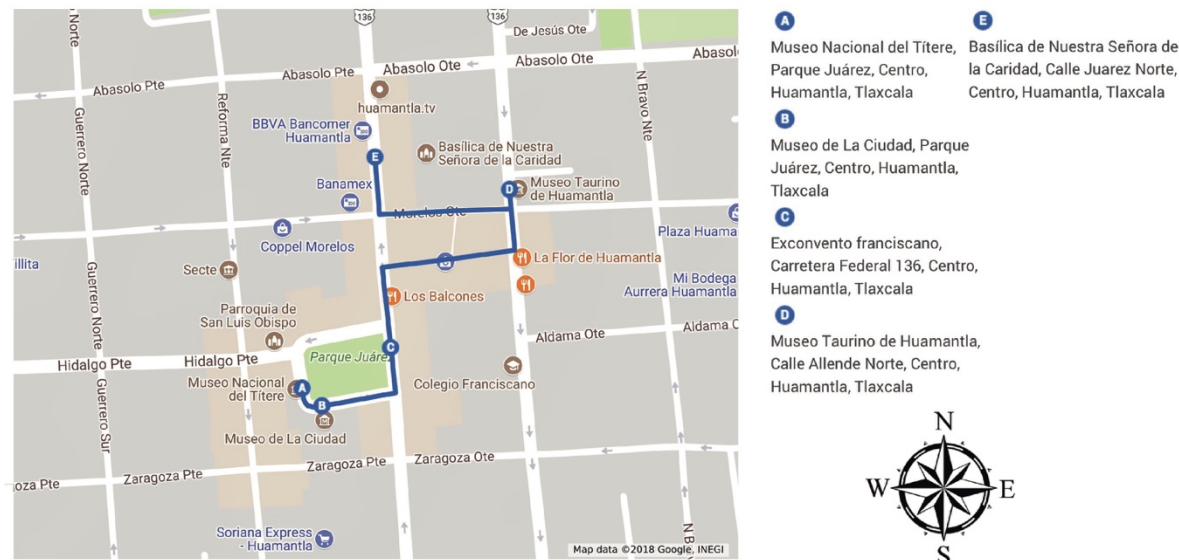 136
136
De Jesús Ote
Abasolo Pte
Abasolo Pte
Abasolo Ote
Abasolo Ote
Abasolo Ote
Guerrero Norte
Reforma Nte
N Bravo Nte
huamantla.tv
BBVA Bancomer
Huamantla
E
Basílica de Nuestra
Señora de la Caridad
Banamex
D
Museo Taurino
de Huamantla
Morelos Ote
Coppel Morelos
Plaza Huama
illita
Secte
La Flor de Huamantla
Guerrero Norte
Los Balcones
Mi Bodega
Aurrera Huamantla
Parroquia de
San Luis Obispo
Aldama Ote
Aldama O
Hidalgo Pte
Hidalgo Pte
Parque Juárez
C
Museo Nacional
del Títere
A
B
Colegio Franciscano
Guerrero Sur
Museo de La Ciudad
oza Pte
Zaragoza Pte
Zaragoza Pte
Zaragoza Ote
Soriana Express
- Huamantla
N B
Map data ©2018 Google, INEGI
A
Museo Nacional del Títere,
Parque Juárez, Centro,
Huamantla, Tlaxcala
B
Museo de La Ciudad, Parque
Juárez, Centro, Huamantla,
Tlaxcala
C
Exconvento franciscano,
Carretera Federal 136, Centro,
Huamantla, Tlaxcala
D
Museo Taurino de Huamantla,
Calle Allende Norte, Centro,
Huamantla, Tlaxcala
E
Basílica de Nuestra Señora de
la Caridad, Calle Juarez Norte,
Centro, Huamantla, Tlaxcala
N
W
E
S